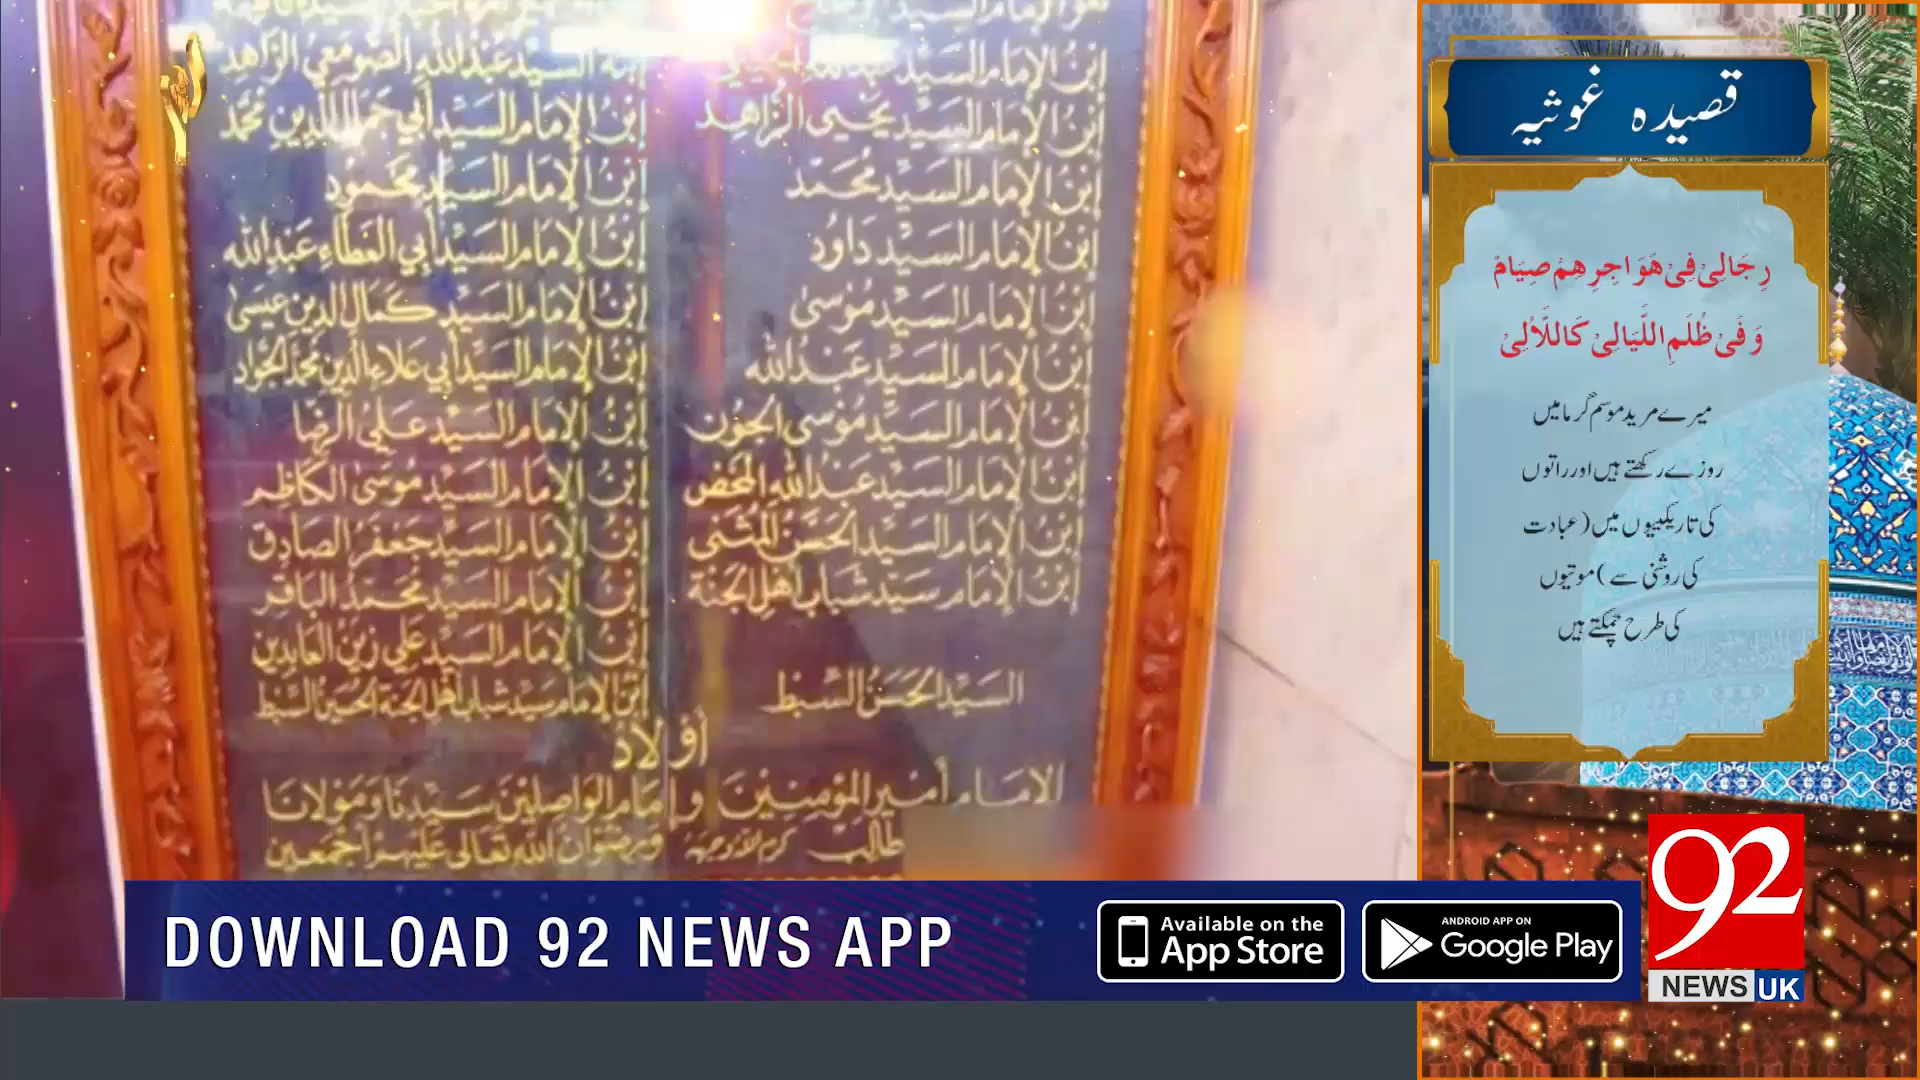 ابن الإمام السيد عبد الله
ابنه السيد عبد الله الصومعي الزاهد
ابن الإمام السيد يحيى الزاهد
ابن الإمام السيد أبي جمال الدين محمد
ابن الإمام السيد محمد
ابن الإمام السيد محمود
ابن الإمام السيد داود
ابن الإمام السيد أبي العطاء عبد الله
ابن الإمام السيد موسى
ابن الإمام السيد كمال الدين عيسى
ابن الإمام السيد عبد الله
ابن الإمام السيد أبي علاء الدين محمد الجواد
ابن الإمام السيد موسى الجون
ابن الإمام السيد علي الرضا
ابن الإمام السيد عبد الله المحض
ابن الإمام السيد موسى الكاظم
ابن الإمام السيد الحسن المثنى
ابن الإمام السيد جعفر الصادق
ابن الإمام سيد شباب أهل الجنة
ابن الإمام السيد محمد الباقر
ابن الإمام السيد علي زين العابدين
السيد الحسن السبط
ابن الإمام سيد شباب أهل الجنة الحسين السبط
أولاد
الإمام أمير المؤمنين وإمام الواصلين سيدنا ومولانا
طالب كرم الله وجهه ورضوان الله تعالى عليهم أجمعين
قصیدہ غوثیہ
رِجَالِیْ فِیْ هَوَاجِرِهِمْ صِیَامٌ
وَفَیْ ظُلَمِ اللَّیَالِیْ كَاللَّاٰلِیْ
میرے مرید موسم گرما میں
روزے رکھتے ہیں اور راتوں
کی تاریکیوں میں (عبادت
کی روشنی سے) موتیوں
کی طرح چمکتے ہیں
DOWNLOAD 92 NEWS APP
Available on the
App Store
ANDROID APP ON
Google Play
92
NEWS UK